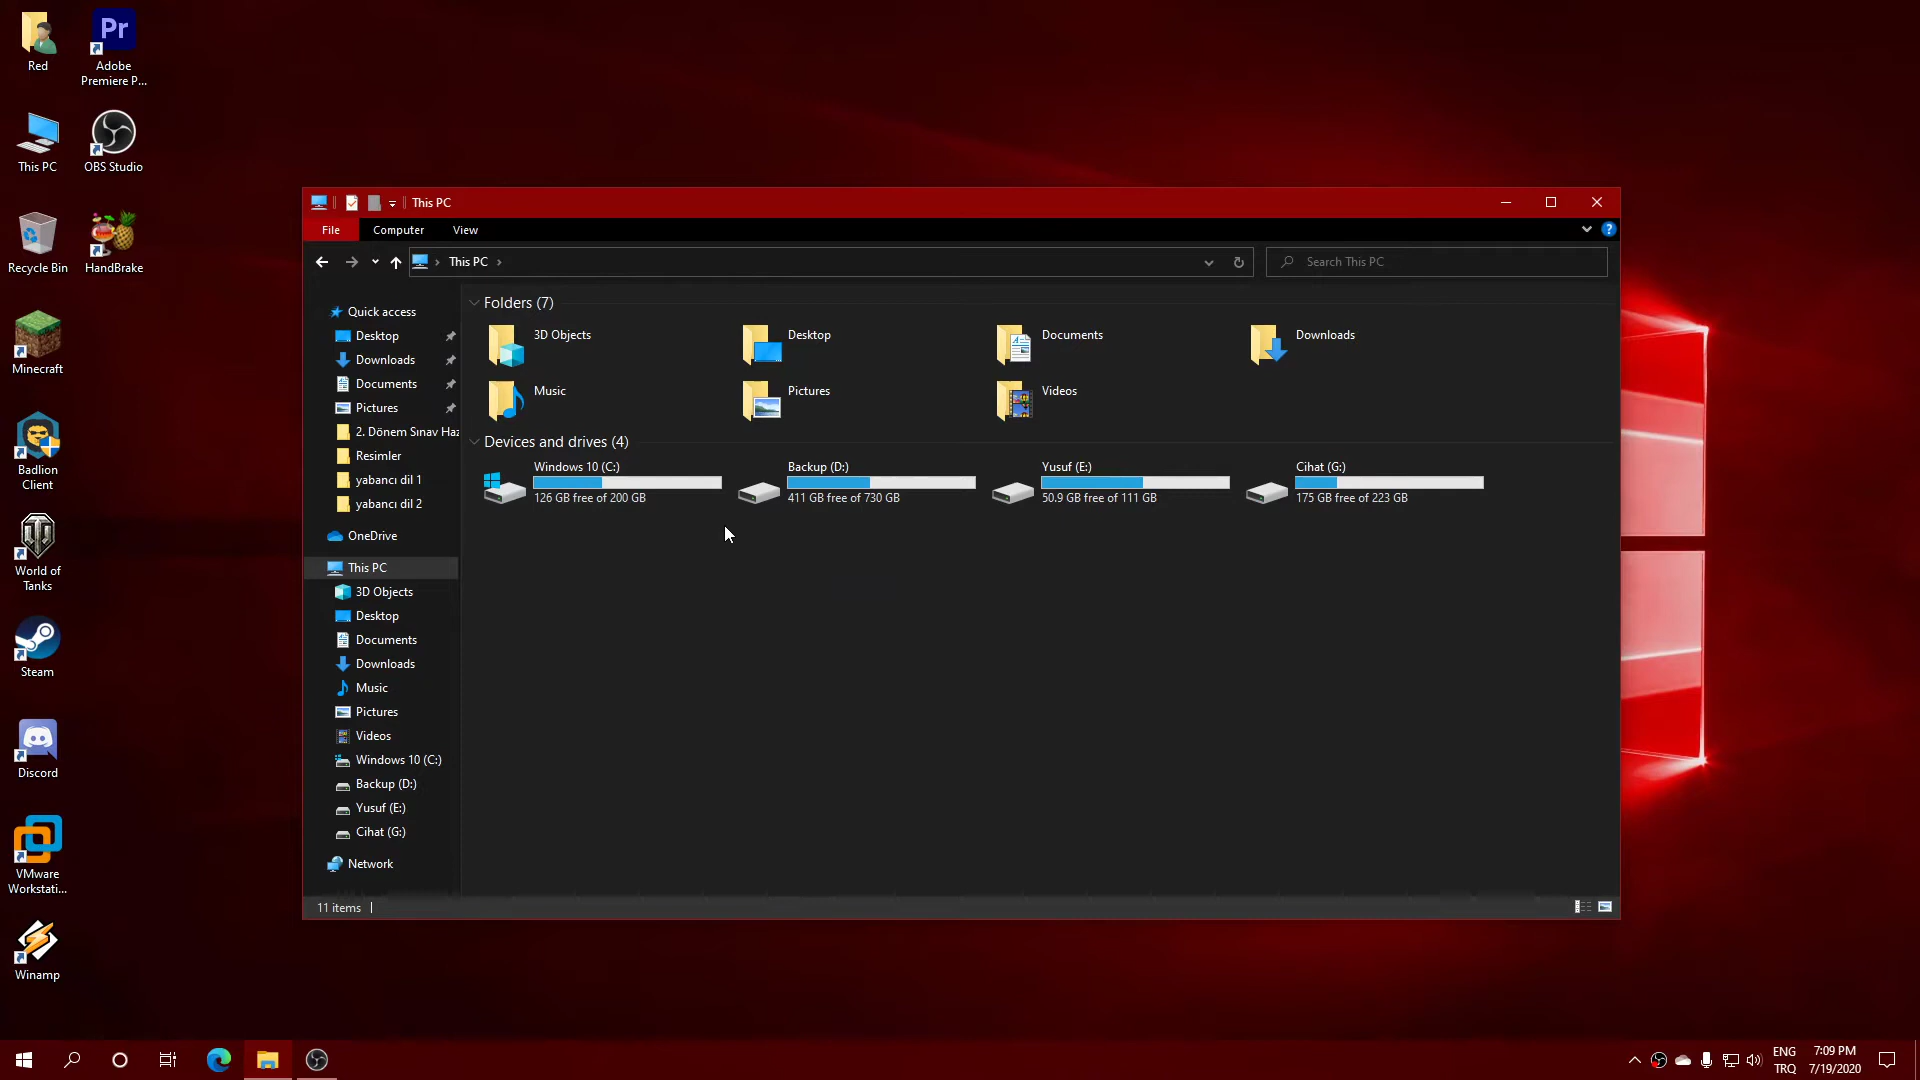 Red
Adobe
Premiere P...
This PC
OBS Studio
Recycle Bin
HandBrake
Minecraft
Badlion
Client
World of
Tanks
Steam
Discord
VMware
Workstati...
Winamp
This PC
File
Computer
View
This PC
Search This PC
Quick access
Desktop
Downloads
Documents
Pictures
2. Dönem Sınav Haz
Resimler
yabancı dil 1
yabancı dil 2
OneDrive
This PC
3D Objects
Desktop
Documents
Downloads
Music
Pictures
Videos
Windows 10 (C:)
Backup (D:)
Yusuf (E:)
Cihat (G:)
Network
Folders (7)
3D Objects
Desktop
Documents
Downloads
Music
Pictures
Videos
Devices and drives (4)
Windows 10 (C:)
126 GB free of 200 GB
Backup (D:)
411 GB free of 730 GB
Yusuf (E:)
50.9 GB free of 111 GB
Cihat (G:)
175 GB free of 223 GB
11 items
ENG
TRQ
7:09 PM
7/19/2020